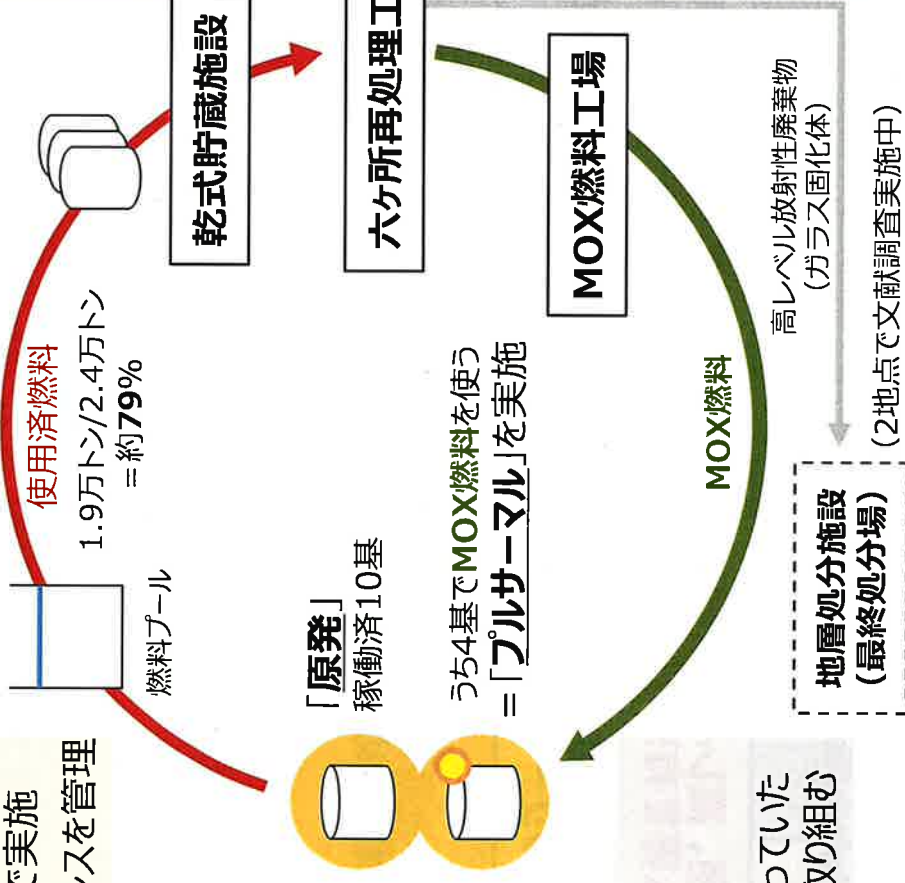 で実施
スを管理
燃料プール
使用済燃料
1.9万トン/2.4万トン
=約79%
乾式貯蔵施設
六ヶ所再処理工
「原発」
稼働済10基
うち4基でMOX燃料を使う
=「プルサーマル」を実施
MOX燃料工場
MOX燃料
高レベル放射性廃棄物
(ガラス固化体)
地層処分施設
(最終処分場)
(2地点で文献調査実施中)
っていた
取り組む